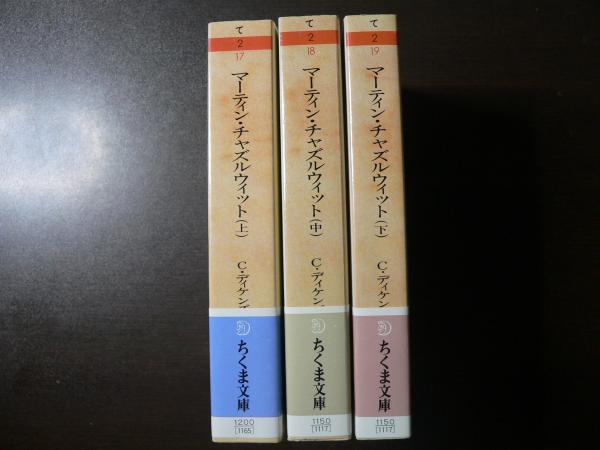 て
2
17
マーティン・チャズルウィット(上)
C・ディケンズ
ちくま文庫
1200
[1165]
て
2
18
マーティン・チャズルウィット(中)
C・ディケン
ちくま文庫
1150
[1117]
て
2
19
マーティン・チャズルウィット(下)
C・ディケン
ちくま文庫
1150
[1117]